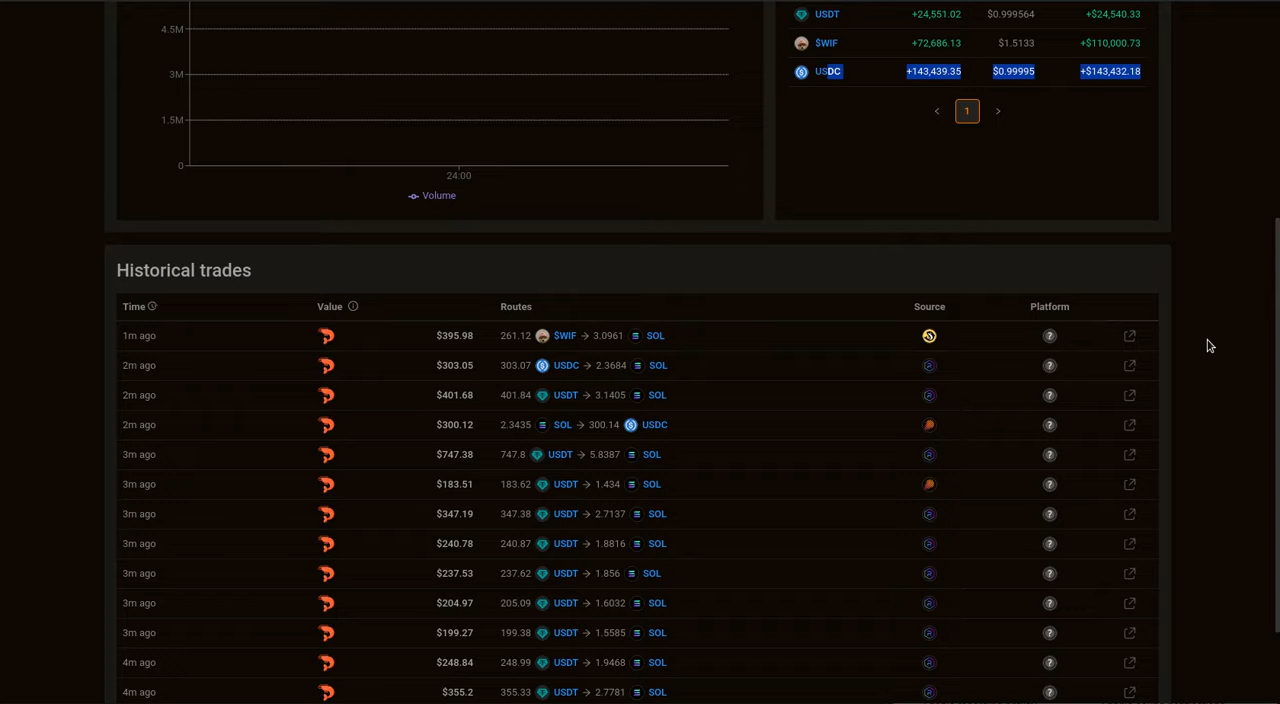 4.5M
3M
1.5M
0
24:00
Volume
USDT +24,551.02 $0.999564 +$24,540.33
$WIF +72,686.13 $1.5133 +$110,000.73
USDC +143,439.35 $0.99995 +$143,432.18
< 1 >
Historical trades
Time Value Routes Source Platform
1m ago $395.98 261.12 $WIF → 3.0961 SOL ?
2m ago $303.05 303.07 USDC → 2.3684 SOL ?
2m ago $401.68 401.84 USDT → 3.1405 SOL ?
2m ago $300.12 2.3435 SOL → 300.14 USDC ?
3m ago $747.38 747.8 USDT → 5.8387 SOL ?
3m ago $183.51 183.62 USDT → 1.434 SOL ?
3m ago $347.19 347.38 USDT → 2.7137 SOL ?
3m ago $240.78 240.87 USDT → 1.8816 SOL ?
3m ago $237.53 237.62 USDT → 1.856 SOL ?
3m ago $204.97 205.09 USDT → 1.6032 SOL ?
3m ago $199.27 199.38 USDT → 1.5585 SOL ?
4m ago $248.84 248.99 USDT → 1.9468 SOL ?
4m ago $355.2 355.33 USDT → 2.7781 SOL ?